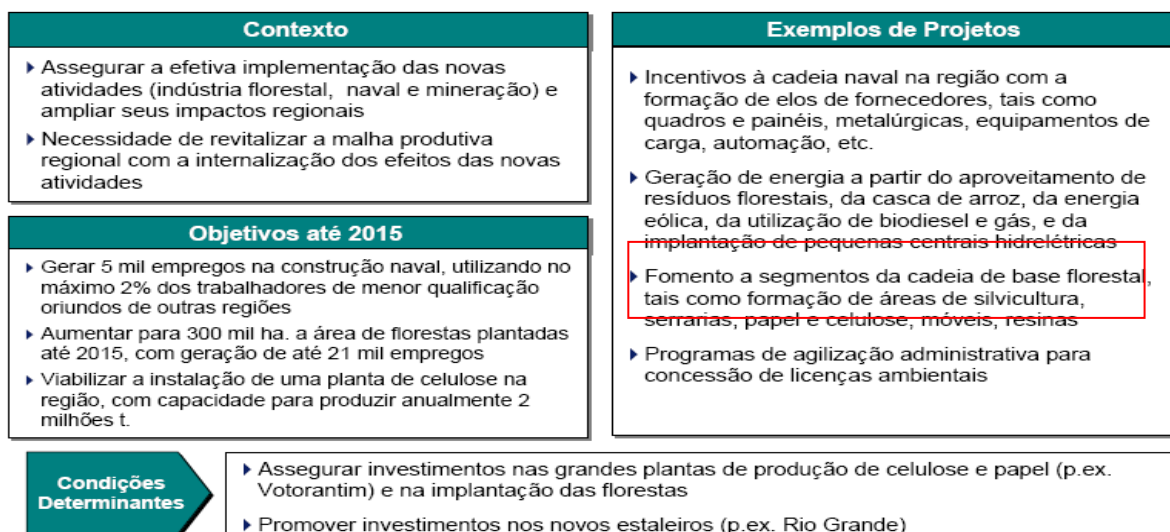 Contexto
Assegurar a efetiva implementação das novas
atividades (indústria florestal, naval e mineração) e
ampliar seus impactos regionais
Necessidade de revitalizar a malha produtiva
regional com a internalização dos efeitos das novas
atividades
Objetivos até 2015
Gerar 5 mil empregos na construção naval, utilizando no
máximo 2% dos trabalhadores de menor qualificação
oriundos de outras regiões
Aumentar para 300 mil ha. a área de florestas plantadas
até 2015, com geração de até 21 mil empregos
Viabilizar a instalação de uma planta de celulose na
região, com capacidade para produzir anualmente 2
milhões t.
Exemplos de Projetos
Incentivos à cadeia naval na região com a
formação de elos de fornecedores, tais como
quadros e painéis, metalúrgicas, equipamentos de
carga, automação, etc.
Geração de energia a partir do aproveitamento de
resíduos florestais, da casca de arroz, da energia
eólica, da utilização de biodiesel e gás, e da
implantação de pequenas centrais hidrelétricas
Fomento a segmentos da cadeia de base florestal,
tais como formação de áreas de silvicultura,
serrarias, papel e celulose, móveis, resinas
Programas de agilização administrativa para
concessão de licenças ambientais
Condições
Determinantes
Assegurar investimentos nas grandes plantas de produção de celulose e papel (p.ex.
Votorantim) e na implantação das florestas
Promover investimentos nos novos estaleiros (p.ex. Rio Grande)